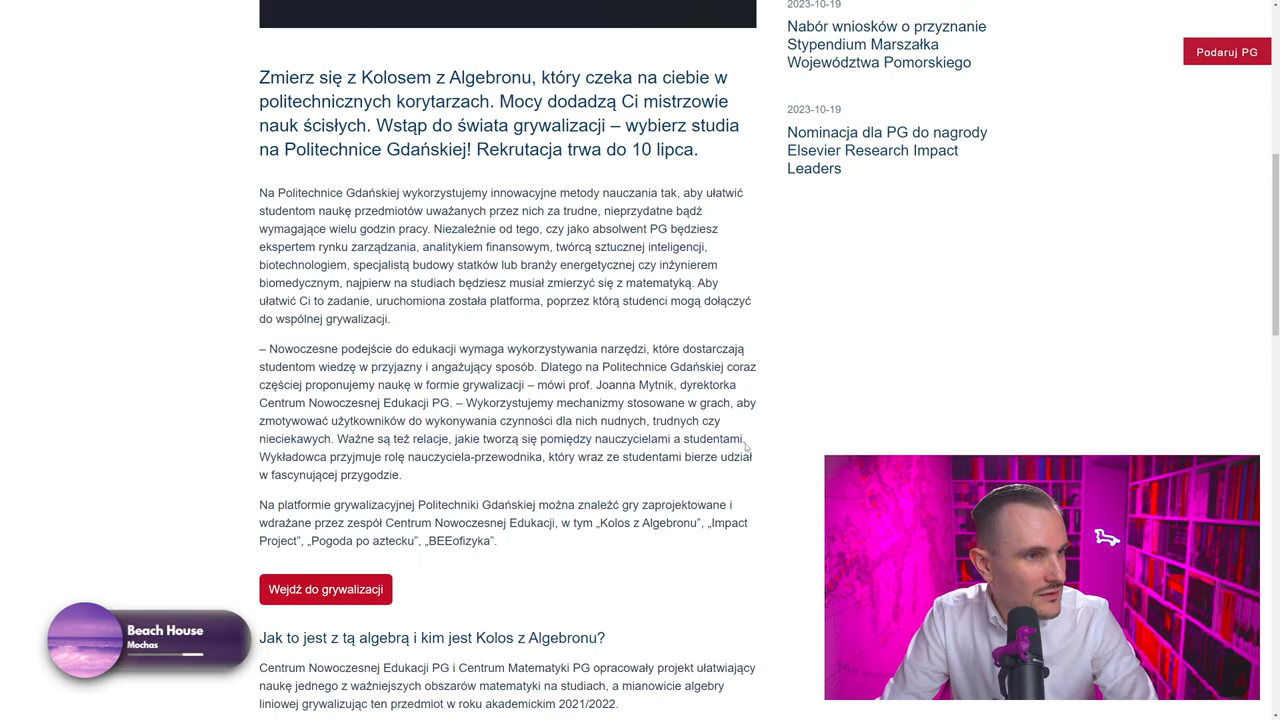 2023-10-19
Nabór wniosków o przyznanie
Stypendium Marszałka
Województwa Pomorskiego
Podaruj PG
2023-10-19
Nominacja dla PG do nagrody
Elsevier Research Impact
Leaders
Zmierz się z Kolosem z Algebronu, który czeka na ciebie w
politechnicznych korytarzach. Mocy dodadzą Ci mistrzowie
nauk ścisłych. Wstąp do świata grywalizacji – wybierz studia
na Politechnice Gdańskiej! Rekrutacja trwa do 10 lipca.
Na Politechnice Gdańskiej wykorzystujemy innowacyjne metody nauczania tak, aby ułatwić
studentom naukę przedmiotów uważanych przez nich za trudne, nieprzydatne bądź
wymagające wielu godzin pracy. Niezależnie od tego, czy jako absolwent PG będziesz
ekspertem rynku zarządzania, analitykiem finansowym, twórcą sztucznej inteligencji,
biotechnologiem, specjalistą budowy statków lub branży energetycznej czy inżynierem
biomedycznym, najpierw na studiach będziesz musiał zmierzyć się z matematyką. Aby
ułatwić Ci to zadanie, uruchomiona została platforma, poprzez którą studenci mogą dołączyć
do wspólnej grywalizacji.
– Nowoczesne podejście do edukacji wymaga wykorzystywania narzędzi, które dostarczają
studentom wiedzę w przyjazny i angażujący sposób. Dlatego na Politechnice Gdańskiej coraz
częściej proponujemy naukę w formie grywalizacji – mówi prof. Joanna Mytnik, dyrektorka
Centrum Nowoczesnej Edukacji PG. – Wykorzystujemy mechanizmy stosowane w grach, aby
zmotywować użytkowników do wykonywania czynności dla nich nudnych, trudnych czy
nieciekawych. Ważne są też relacje, jakie tworzą się pomiędzy nauczycielami a studentami.
Wykładowca przyjmuje rolę nauczyciela-przewodnika, który wraz ze studentami bierze udział
w fascynującej przygodzie.
Na platformie grywalizacyjnej Politechniki Gdańskiej można znaleźć gry zaprojektowane i
wdrażane przez zespół Centrum Nowoczesnej Edukacji, w tym „Kolos z Algebronu”, „Impact
Project”, „Pogoda po aztecku”, „BEEofizyka”.
Wejdź do grywalizacji
Jak to jest z tą algebrą i kim jest Kolos z Algebronu?
Centrum Nowoczesnej Edukacji PG i Centrum Matematyki PG opracowały projekt ułatwiający
naukę jednego z ważniejszych obszarów matematyki na studiach, a mianowicie algebry
liniowej grywalizując ten przedmiot w roku akademickim 2021/2022.
Beach House
Mochas